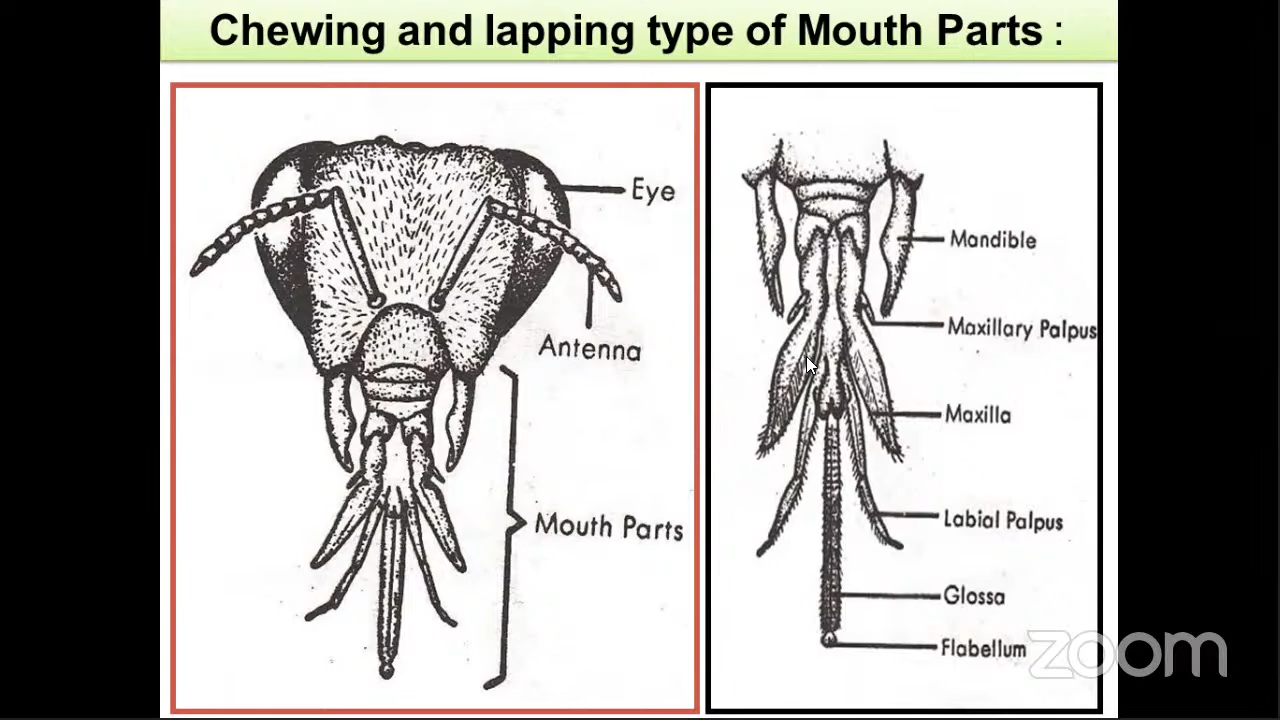 Chewing and lapping type of Mouth Parts :
Eye
Antenna
Mouth Parts
Mandible
Maxillary Palpus
Maxilla
Labial Palpus
Glossa
Flabellum
zoom